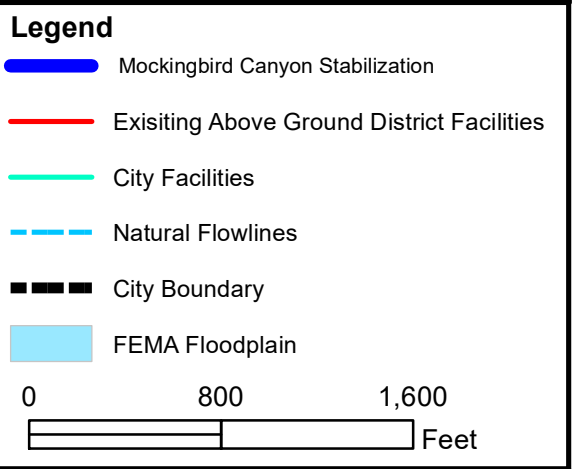 Legend
Mockingbird Canyon Stabilization
Exisiting Above Ground District Facilities
City Facilities
Natural Flowlines
City Boundary
FEMA Floodplain
0 800 1,600
Feet